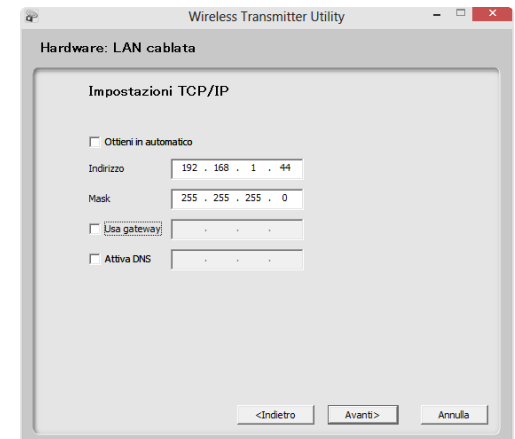 Wireless Transmitter Utility
Hardware: LAN cablata
Impostazioni TCP/IP
Ottieni in automatico
Indirizzo 192 . 168 . 1 . 44
Mask 255 . 255 . 255 . 0
Usa gateway . . .
Attiva DNS . . .
<Indietro Avanti> Annulla